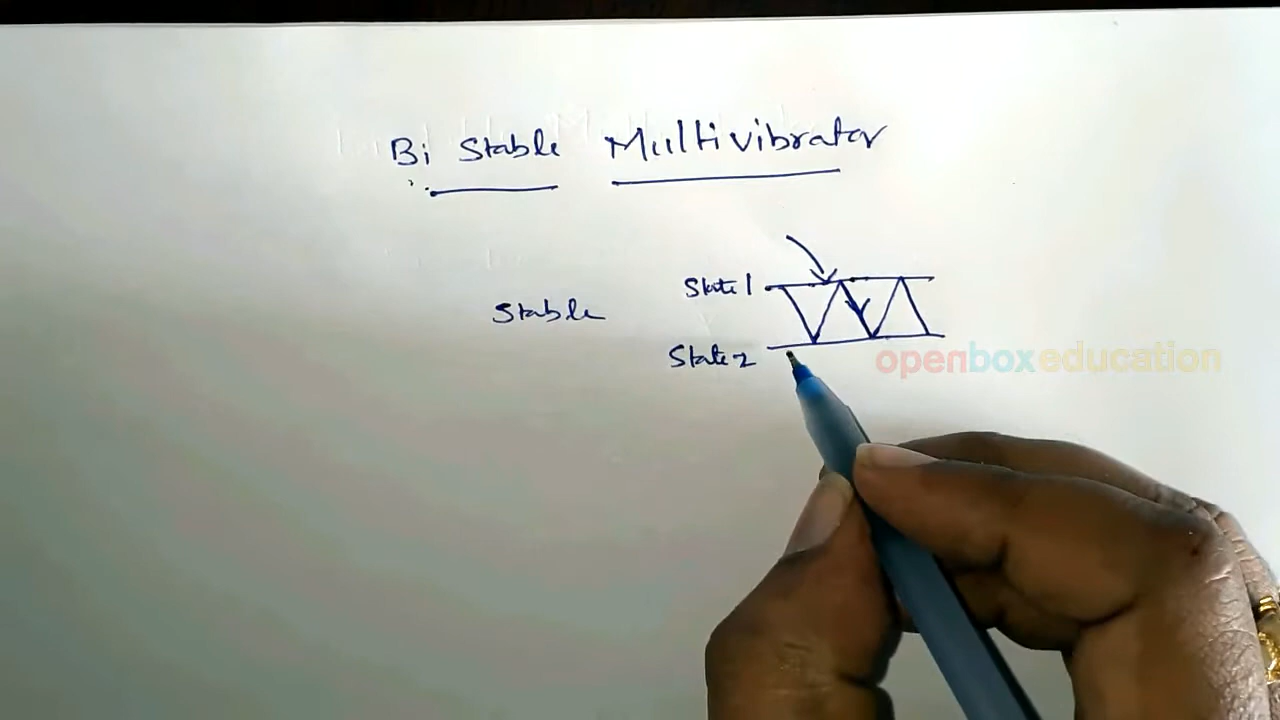 Bi Stable Multivibrator
State 1
Stable
State 2
openboxeducation